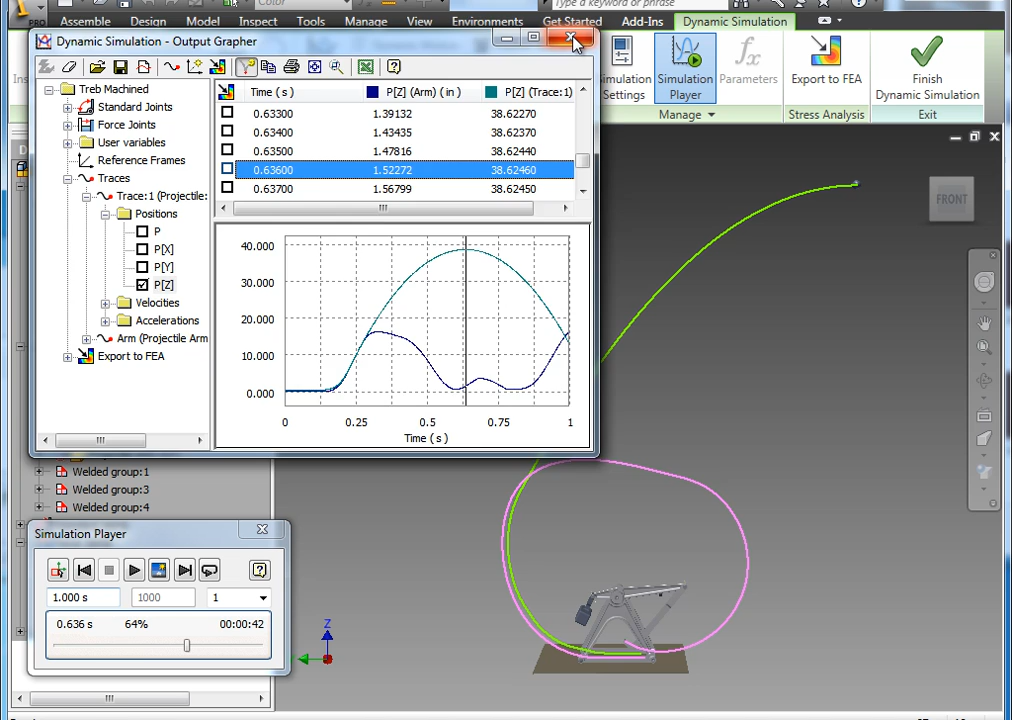 Color
Type a keyword or phrase
PRO
Assemble Design Model Inspect Tools Manage View Environments Get Started Add-Ins Dynamic Simulation
Dynamic Simulation - Output Grapher
Simulation Settings
Simulation Player
Parameters
Export to FEA
Finish Dynamic Simulation
Manage
Stress Analysis
Exit
Treb Machined
Standard Joints
Force Joints
User variables
Reference Frames
Traces
Trace:1 (Projectile:
Positions
P
P[X]
P[Y]
P[Z]
Velocities
Accelerations
Arm (Projectile Arm
Export to FEA
Time ( s ) P[Z] (Arm) ( in ) P[Z] (Trace:1)
0.63300 1.39132 38.62270
0.63400 1.43435 38.62370
0.63500 1.47816 38.62440
0.63600 1.52272 38.62460
0.63700 1.56799 38.62450
40.000
30.000
20.000
10.000
0.000
0 0.25 0.5 0.75 1
Time ( s )
FRONT
Welded group:1
Welded group:3
Welded group:4
Simulation Player
1.000 s 1000 1
0.636 s 64% 00:00:42
Z